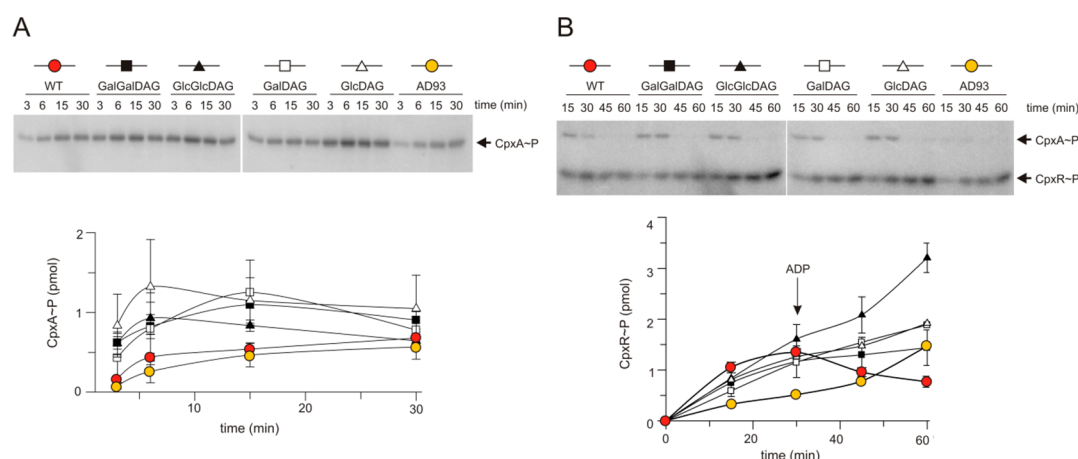 A
WT GalGalDAG GlcGlcDAG GalDAG GlcDAG AD93
3 6 15 30 3 6 15 30 3 6 15 30 3 6 15 30 3 6 15 30 3 6 15 30 time (min)
CpxA~P
2
1
0
CpxA~P (pmol)
10 20 30
time (min)
B
WT GalGalDAG GlcGlcDAG GalDAG GlcDAG AD93
15 30 45 60 15 30 45 60 15 30 45 60 15 30 45 60 15 30 45 60 15 30 45 60 time (min)
CpxA~P
CpxR~P
4
3
2
1
0
CpxR~P (pmol)
ADP
0 20 40 60
time (min)